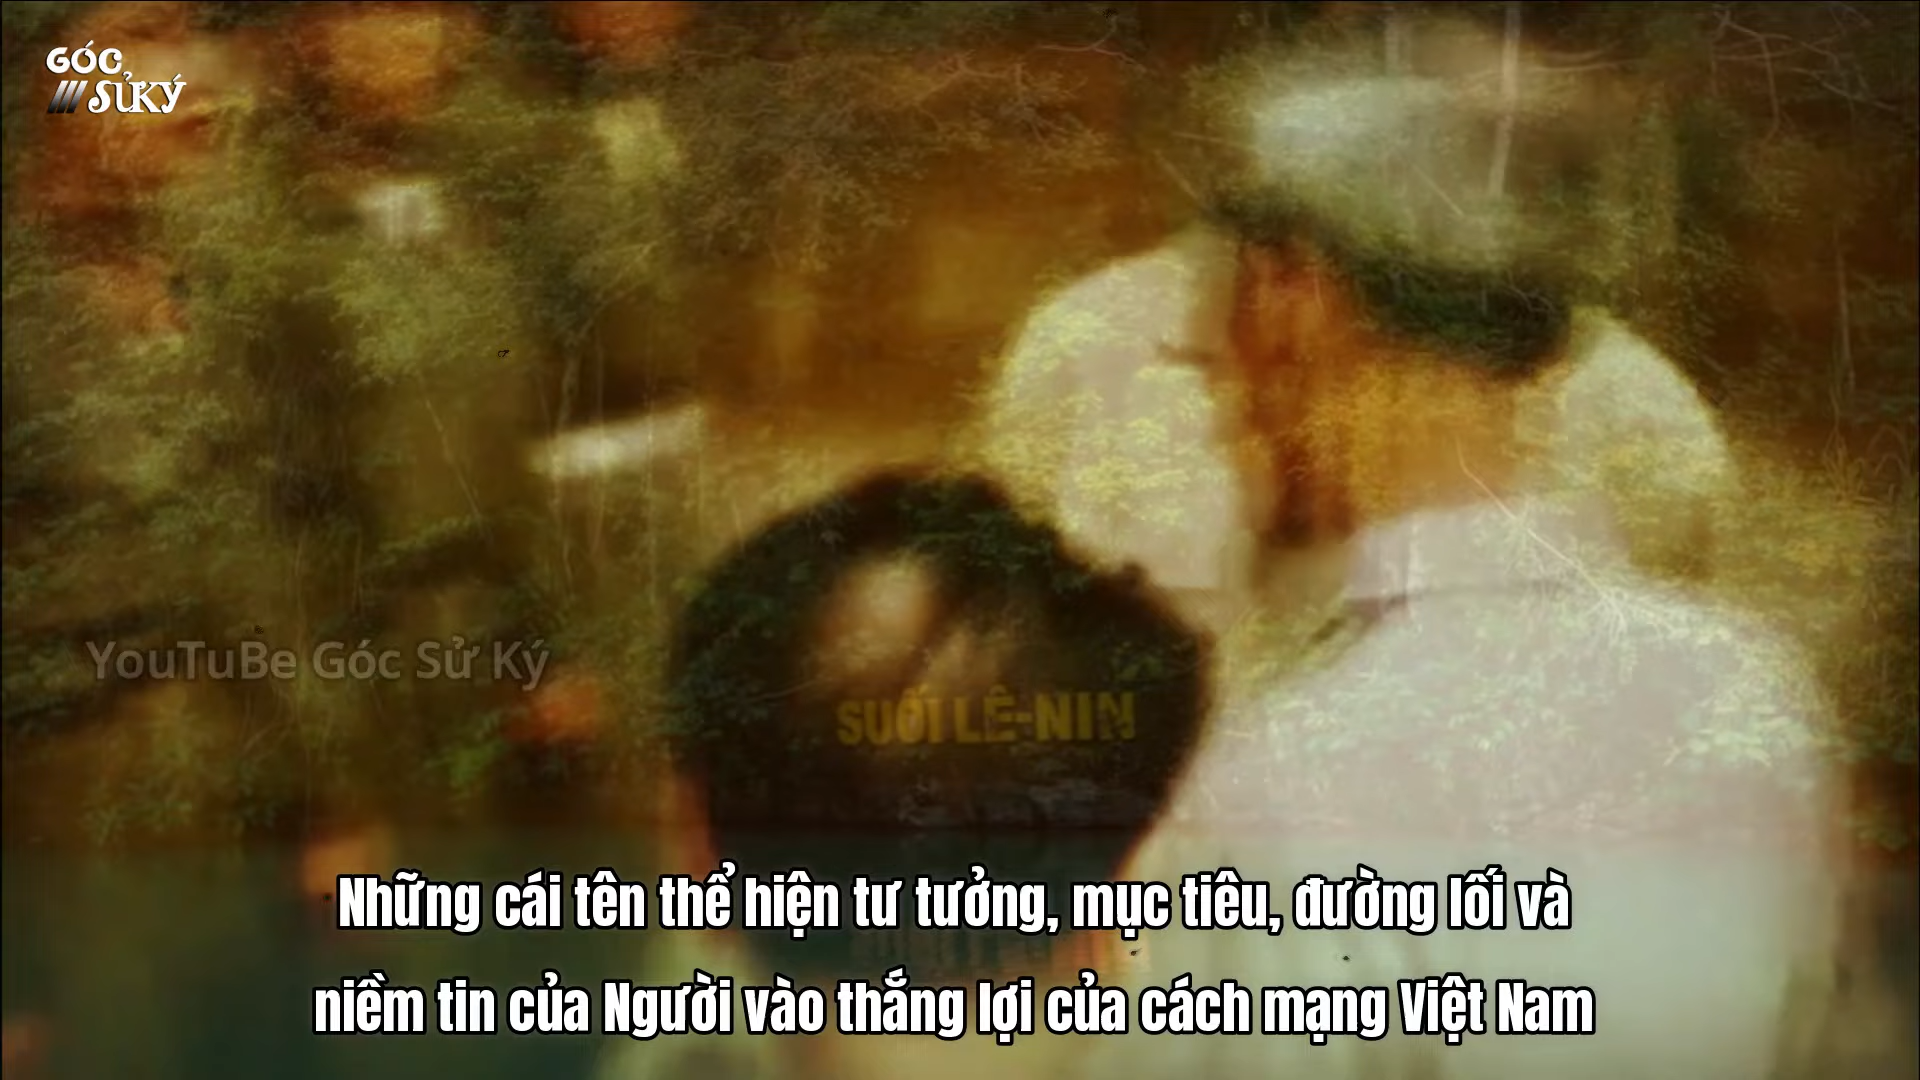 GÓC
SỬ KÝ
YouTuBe Góc Sử Ký
SUỐI LÊ-NIN
Những cái tên thể hiện tư tưởng, mục tiêu, đường lối và
niềm tin của Người vào thắng lợi của cách mạng Việt Nam